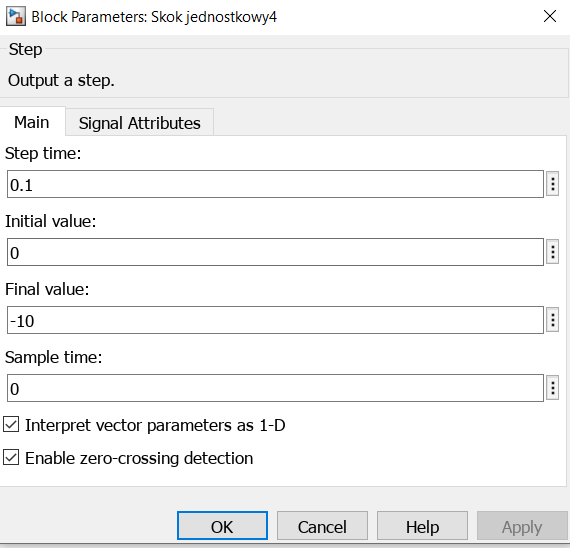 Block Parameters: Skok jednostkowy4
Step
Output a step.
Main
Signal Attributes
Step time:
0.1
Initial value:
0
Final value:
-10
Sample time:
0
Interpret vector parameters as 1-D
Enable zero-crossing detection
OK
Cancel
Help
Apply